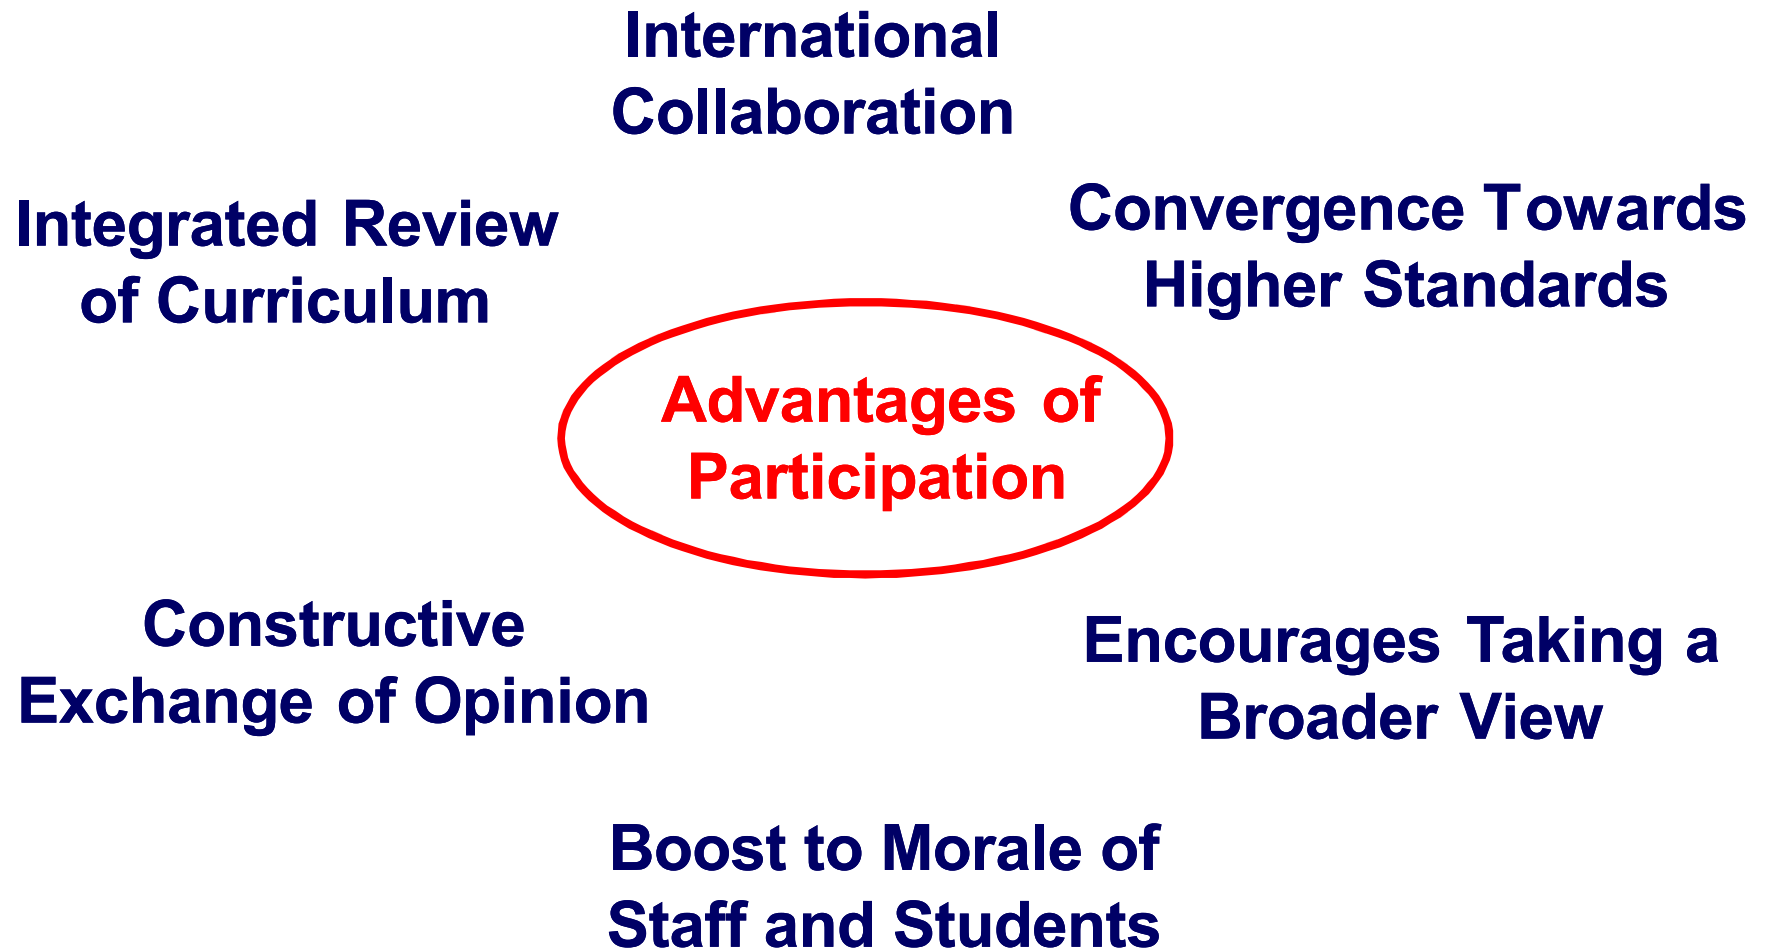 International
Collaboration
Integrated Review
of Curriculum
Convergence Towards
Higher Standards
Advantages of
Participation
Constructive
Exchange of Opinion
Encourages Taking a
Broader View
Boost to Morale of
Staff and Students